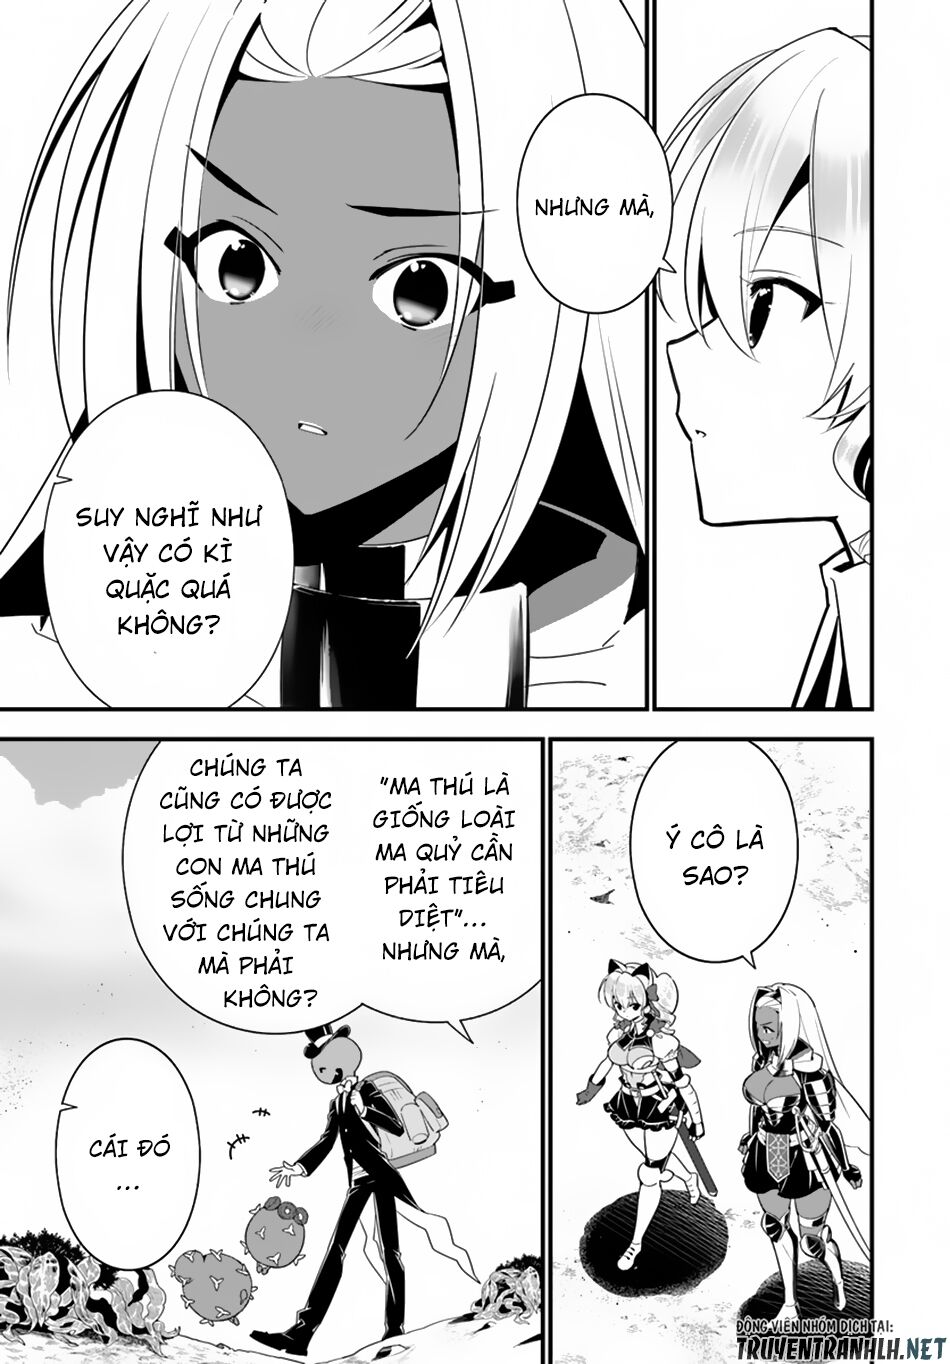 NHƯNG MÀ,
SUY NGHĨ NHƯ
VẬY CÓ KÌ
QUẶC QUÁ
KHÔNG?
Ý CÔ LÀ
SAO?
"MA THÚ LÀ
GIỐNG LOÀI
MA QUỶ CẦN
PHẢI TIÊU
DIỆT"...
NHƯNG MÀ,
CHÚNG TA
CŨNG CÓ ĐƯỢC
LỢI TỪ NHỮNG
CON MA THÚ
SỐNG CHUNG
VỚI CHÚNG TA
MÀ PHẢI
KHÔNG?
CÁI ĐÓ
...
ĐỘNG VIÊN NHÓM DỊCH TẠI:
TRUYENTRANHLH.NET